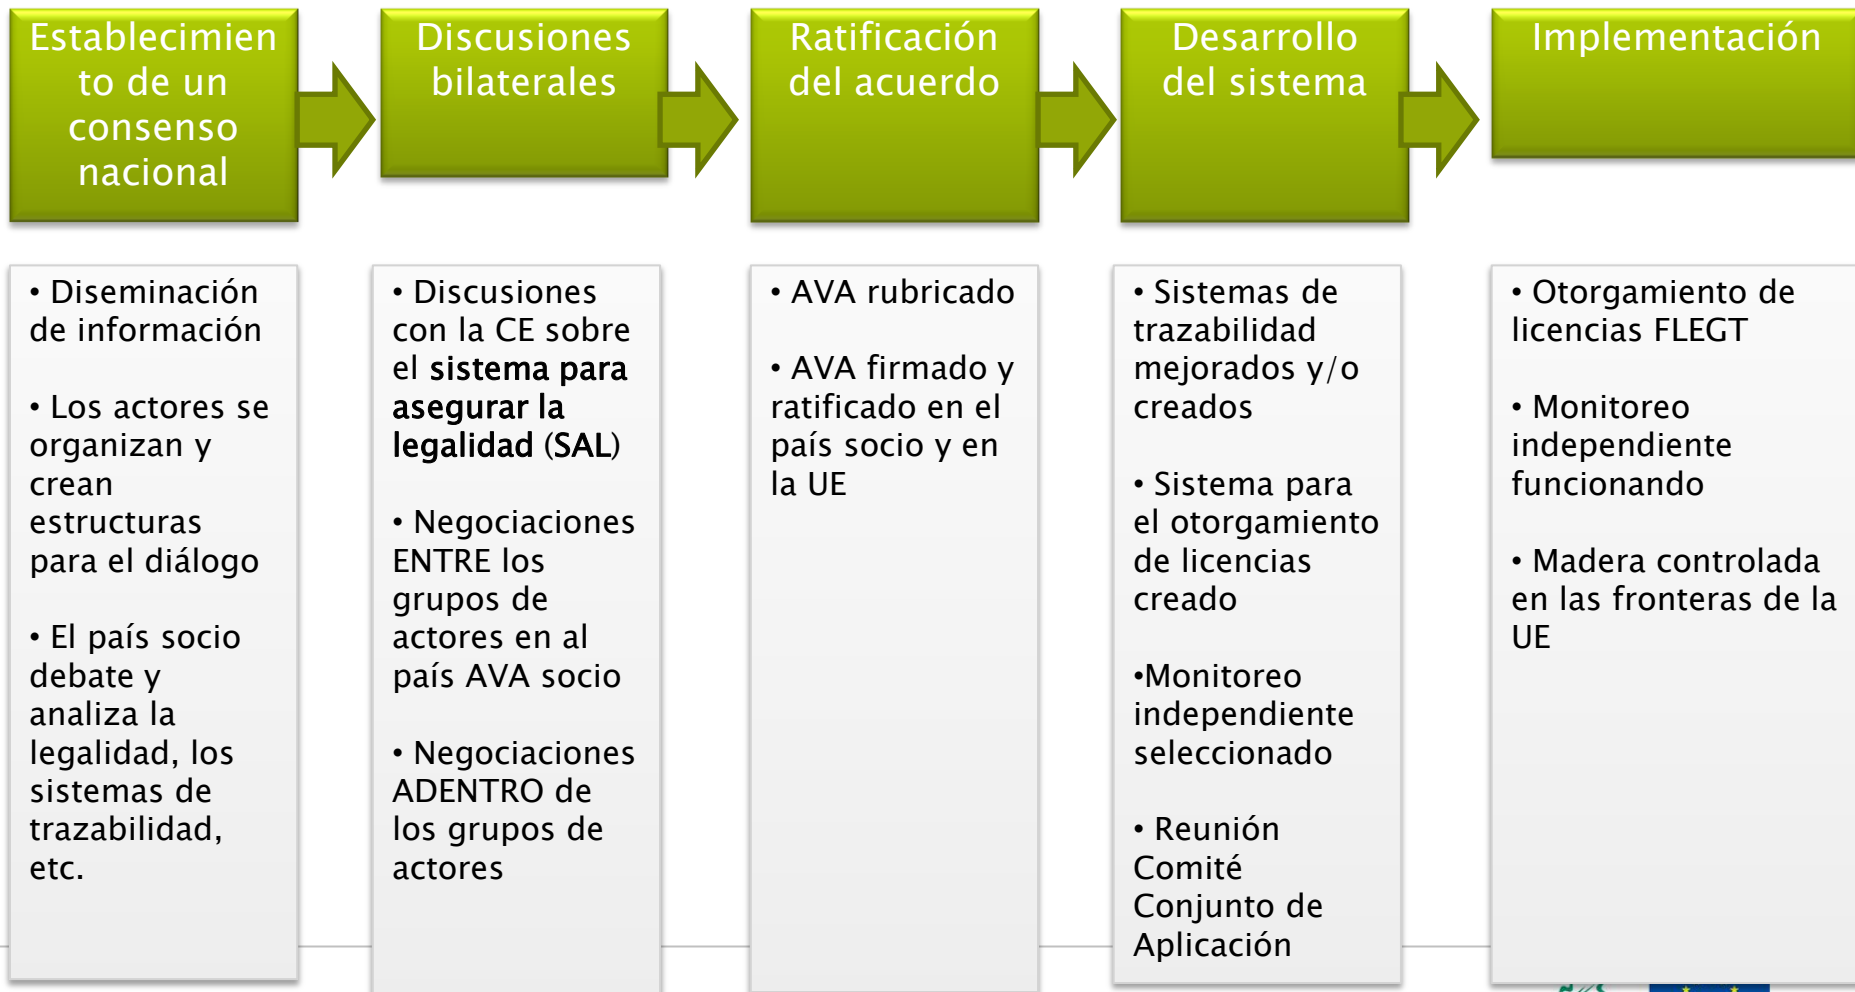 Establecimien
to de un
consenso
nacional
Discusiones
bilaterales
Ratificación
del acuerdo
Desarrollo
del sistema
Implementación
• Diseminación
de información
• Los actores se
organizan y
crean
estructuras
para el diálogo
• El país socio
debate y
analiza la
legalidad, los
sistemas de
trazabilidad,
etc.
• Discusiones
con la CE sobre
el sistema para
asegurar la
legalidad (SAL)
• Negociaciones
ENTRE los
grupos de
actores en al
país AVA socio
• Negociaciones
ADENTRO de
los grupos de
actores
• AVA rubricado
• AVA firmado y
ratificado en el
país socio y en
la UE
• Sistemas de
trazabilidad
mejorados y/o
creados
• Sistema para
el otorgamiento
de licencias
creado
•Monitoreo
independiente
seleccionado
• Reunión
Comité
Conjunto de
Aplicación
• Otorgamiento de
licencias FLEGT
• Monitoreo
independiente
funcionando
• Madera controlada
en las fronteras de la
UE